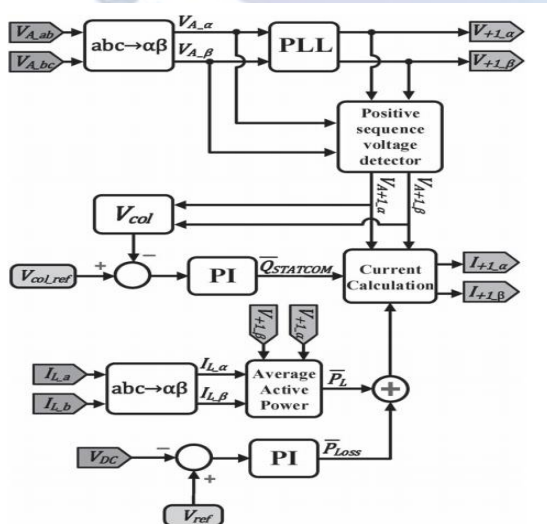 V_A_ab
V_A_bc
abc→αβ
V_A_α
V_A_β
PLL
V_+1_α
V_+1_β
Positive
sequence
voltage
detector
V_A+1_α
V_A+1_β
V_col
V_col_ref
+
−
PI
Q̅_STATCOM
Current
Calculation
I_+1_α
I_+1_β
V_+1_β
V_+1_α
I_L_a
I_L_b
abc→αβ
I_L_α
I_L_β
Average
Active
Power
P̅_L
+
V_DC
−
+
PI
P̅_Loss
V_ref